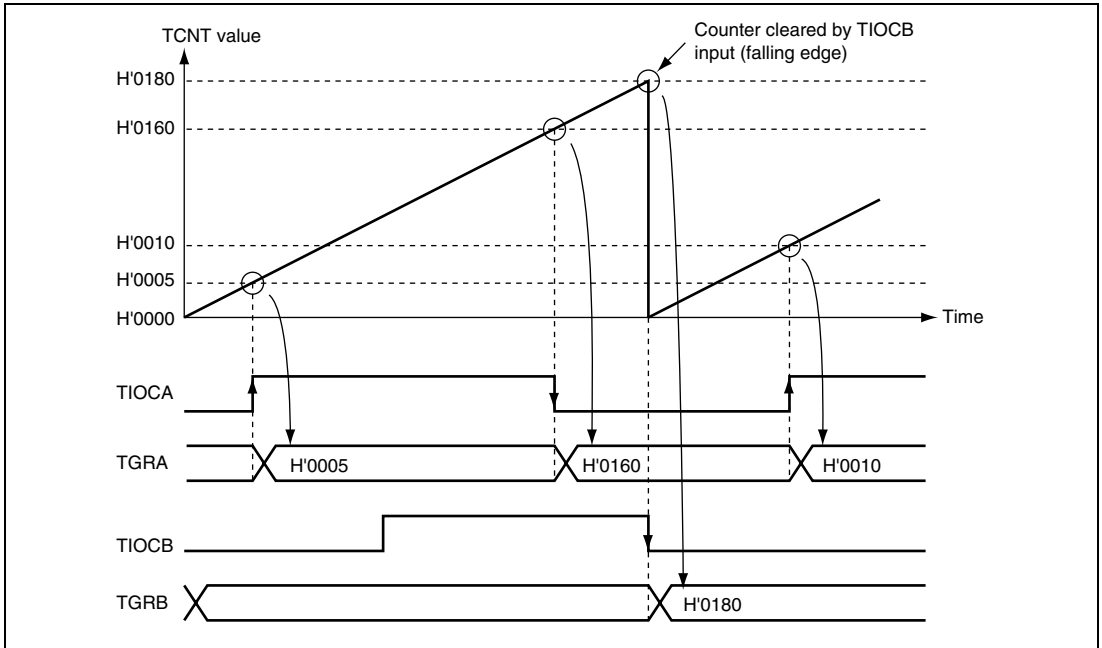 Counter cleared by TIOCB
input (falling edge)
TCNT value
H'0180
H'0160
H'0010
H'0005
H'0000
Time
TIOCA
TGRA
H'0005
H'0160
H'0010
TIOCB
TGRB
H'0180